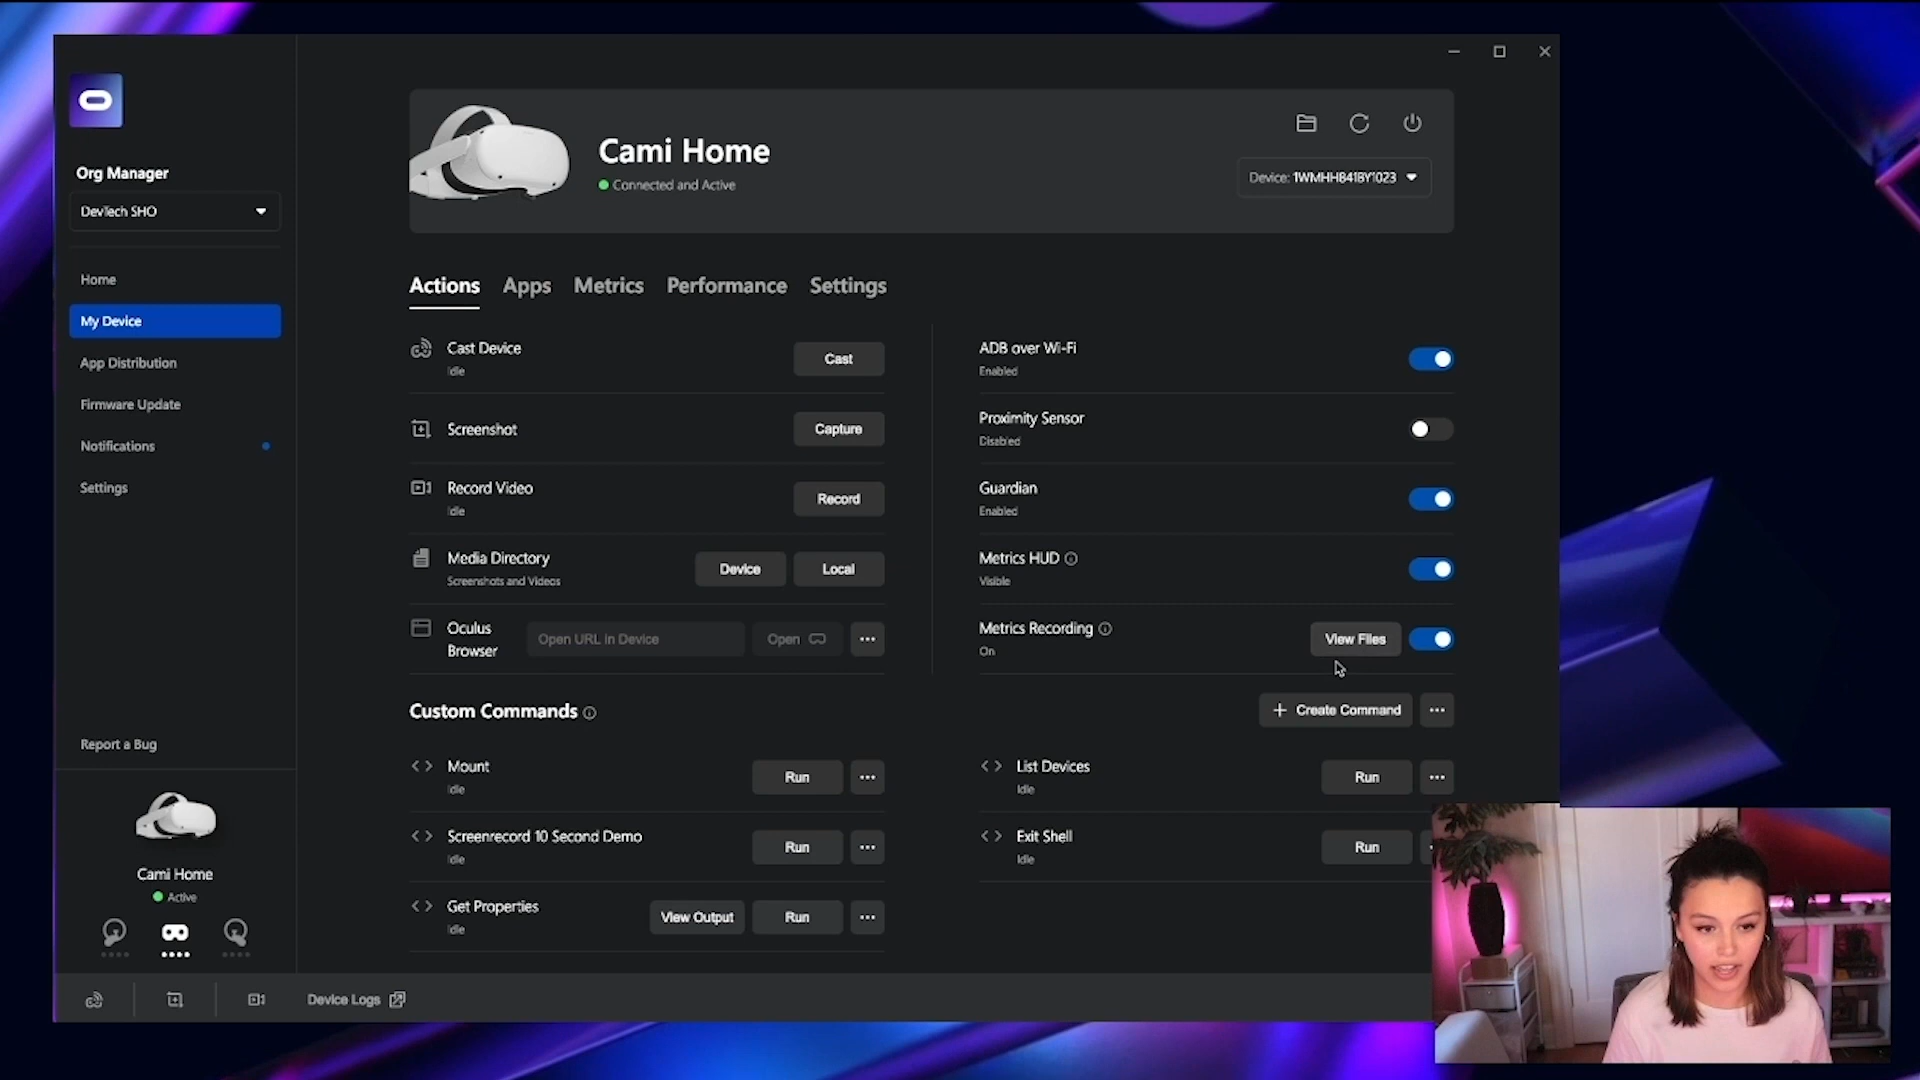 Org Manager
DevTech SHO
Home
My Device
App Distribution
Firmware Update
Notifications
Settings
Report a Bug
Cami Home
Active
Cami Home
Connected and Active
Device: 1WMHH841BY1023
Actions
Apps
Metrics
Performance
Settings
Cast Device
Idle
Cast
Screenshot
Capture
Record Video
Idle
Record
Media Directory
Screenshots and Videos
Device
Local
Oculus
Browser
Open URL in Device
Open
ADB over Wi-Fi
Enabled
Proximity Sensor
Disabled
Guardian
Enabled
Metrics HUD
Visible
Metrics Recording
On
View Files
Custom Commands
+ Create Command
Mount
Idle
Run
Screenrecord 10 Second Demo
Idle
Run
Get Properties
Idle
View Output
Run
List Devices
Idle
Run
Exit Shell
Idle
Run
Device Logs